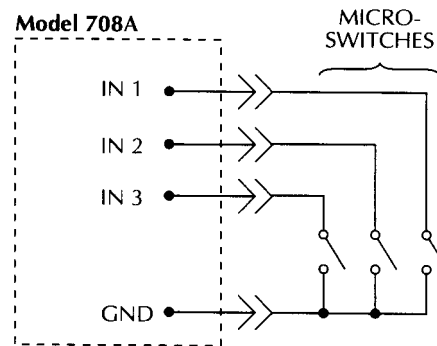 Model 708A
MICRO-
SWITCHES
IN 1
IN 2
IN 3
GND